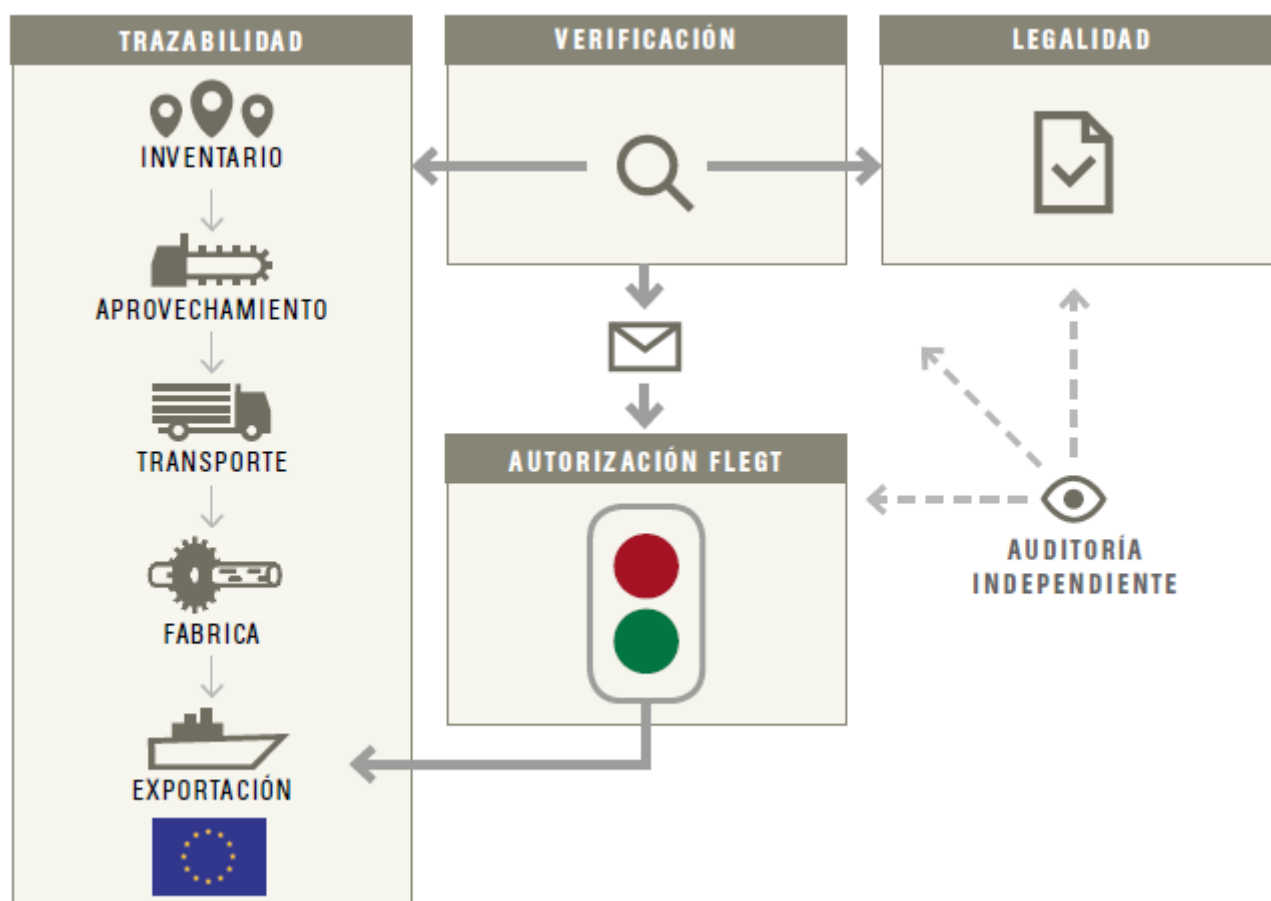 TRAZABILIDAD
INVENTARIO
APROVECHAMIENTO
TRANSPORTE
FABRICA
EXPORTACIÓN
VERIFICACIÓN
AUTORIZACIÓN FLEGT
LEGALIDAD
AUDITORÍA
INDEPENDIENTE